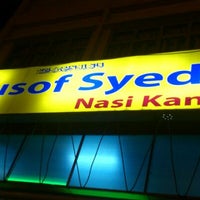 usof Syed
Nasi Kan